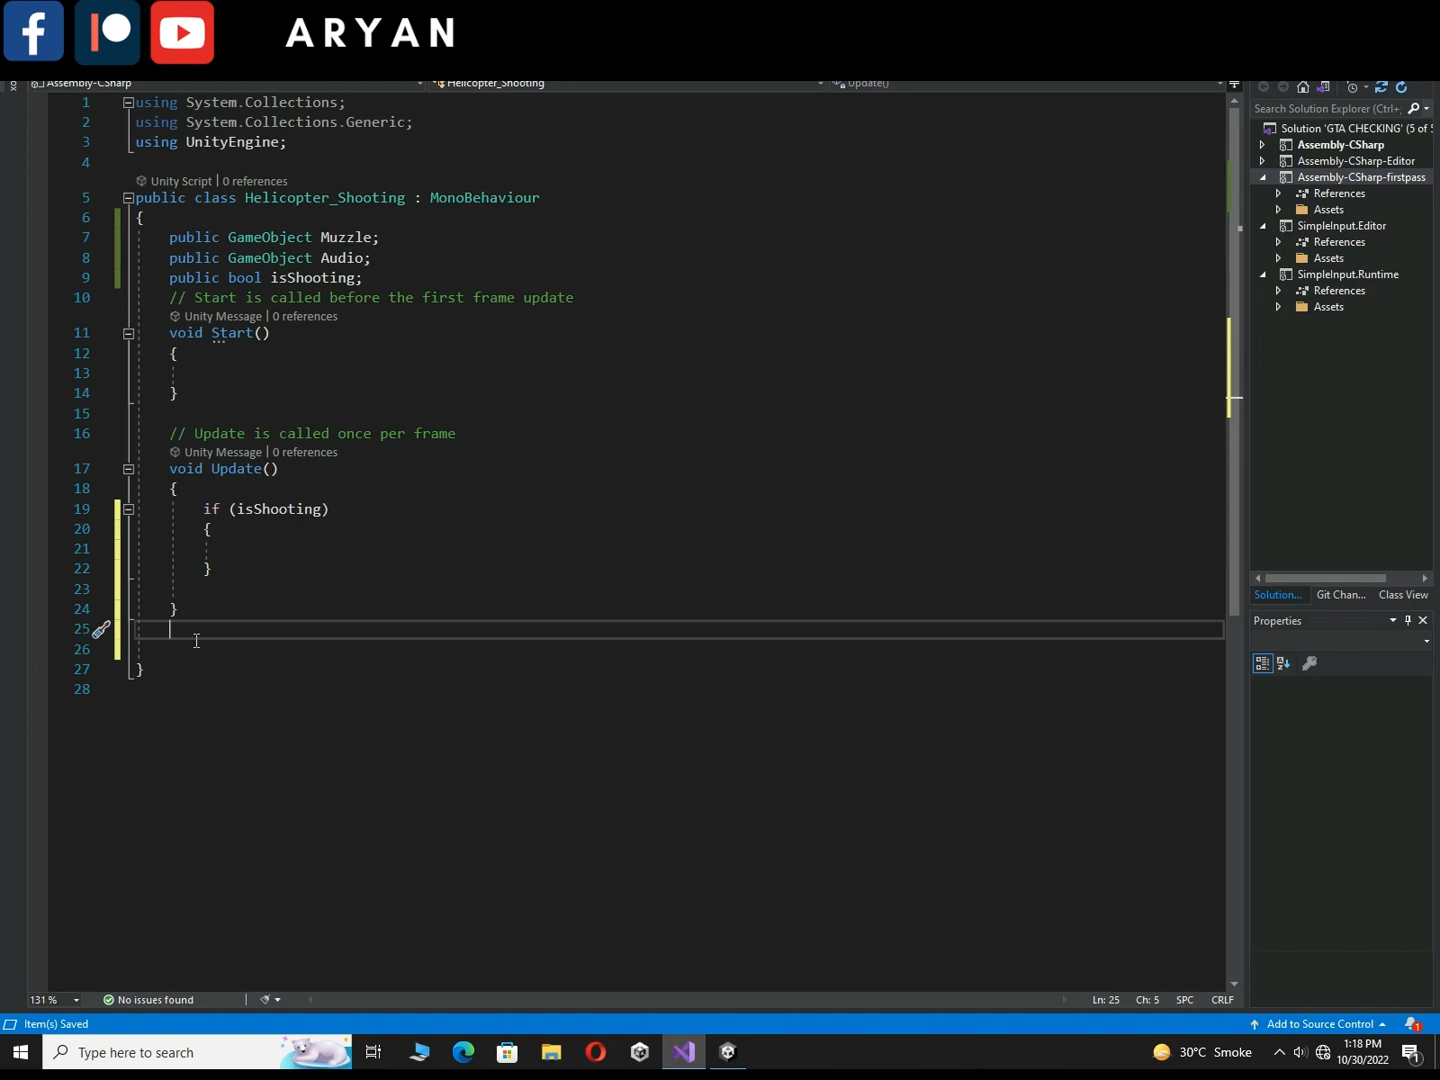 ARYAN
Assembly-CSharp
Helicopter_Shooting
Update()
1 using System.Collections;
2 using System.Collections.Generic;
3 using UnityEngine;
4
Unity Script | 0 references
5 public class Helicopter_Shooting : MonoBehaviour
6 {
7 public GameObject Muzzle;
8 public GameObject Audio;
9 public bool isShooting;
10 // Start is called before the first frame update
Unity Message | 0 references
11 void Start()
12 {
13
14 }
15
16 // Update is called once per frame
Unity Message | 0 references
17 void Update()
18 {
19 if (isShooting)
20 {
21
22 }
23
24 }
25
26
27 }
28
Search Solution Explorer (Ctrl+
Solution 'GTA CHECKING' (5 of 5
Assembly-CSharp
Assembly-CSharp-Editor
Assembly-CSharp-firstpass
References
Assets
SimpleInput.Editor
References
Assets
SimpleInput.Runtime
References
Assets
Solution...
Git Chan...
Class View
Properties
131 %
No issues found
Ln: 25
Ch: 5
SPC
CRLF
Item(s) Saved
Add to Source Control
1
Type here to search
30°C Smoke
1:18 PM
10/30/2022
1